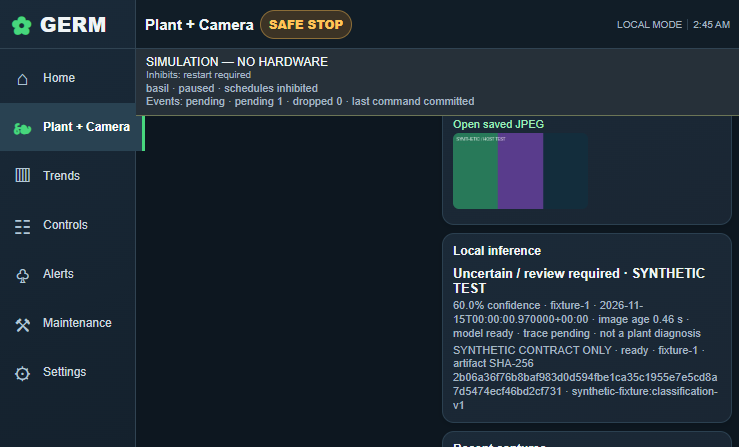 GERM
Plant + Camera
SAFE STOP
LOCAL MODE
2:45 AM
SIMULATION — NO HARDWARE
Inhibits: restart required
basil · paused · schedules inhibited
Events: pending · pending 1 · dropped 0 · last command committed
Home
Plant + Camera
Trends
Controls
Alerts
Maintenance
Settings
Open saved JPEG
SYNTHETIC / HOST TEST
Local inference
Uncertain / review required · SYNTHETIC
TEST
60.0% confidence · fixture-1 · 2026-11-
15T00:00:00.970000+00:00 · image age 0.46 s ·
model ready · trace pending · not a plant diagnosis
SYNTHETIC CONTRACT ONLY · ready · fixture-1 ·
artifact SHA-256
2b06a36f76b8baf983d0d594fbe1ca35c1955e7e5cd8a
7d5474ecf46bd2cf731 · synthetic-fixture:classification-
v1